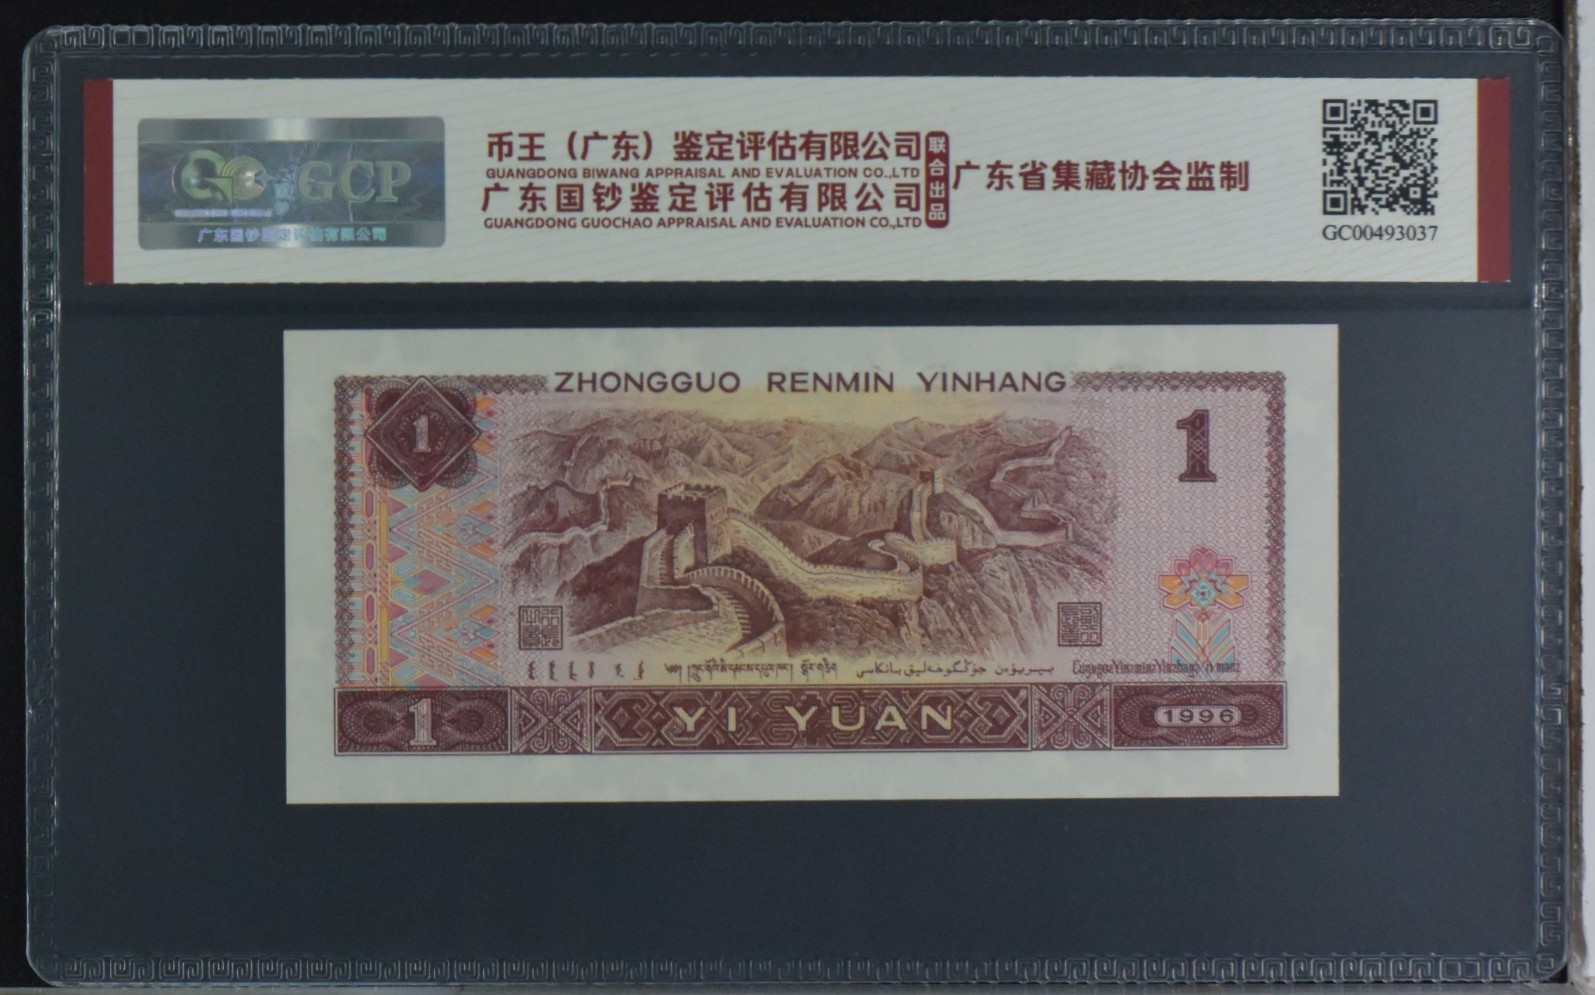 GCP
广东国钞鉴定评估有限公司
币王（广东）鉴定评估有限公司
GUANGDONG BIWANG APPRAISAL AND EVALUATION CO.,LTD
广东国钞鉴定评估有限公司
GUANGDONG GUOCHAO APPRAISAL AND EVALUATION CO.,LTD
联合出品
广东省集藏协会监制
GC00493037
ZHONGGUO RENMIN YINHANG
1
1
1
YI YUAN
1996